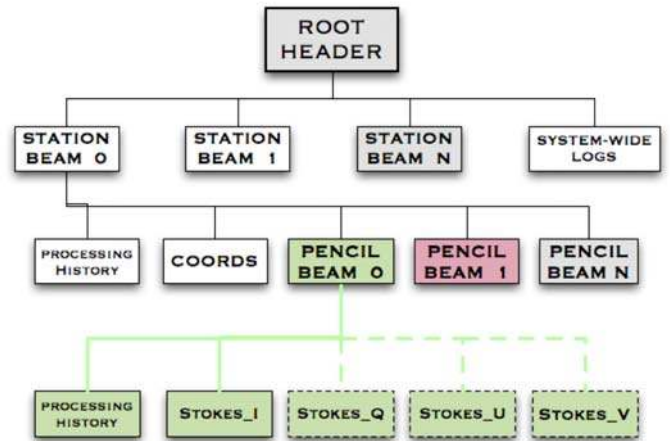 ROOT
HEADER
STATION
BEAM 0
STATION
BEAM 1
STATION
BEAM N
SYSTEM-WIDE
LOGS
PROCESSING
HISTORY
COORDS
PENCIL
BEAM 0
PENCIL
BEAM 1
PENCIL
BEAM N
PROCESSING
HISTORY
STOKES_I
STOKES_Q
STOKES_U
STOKES_V